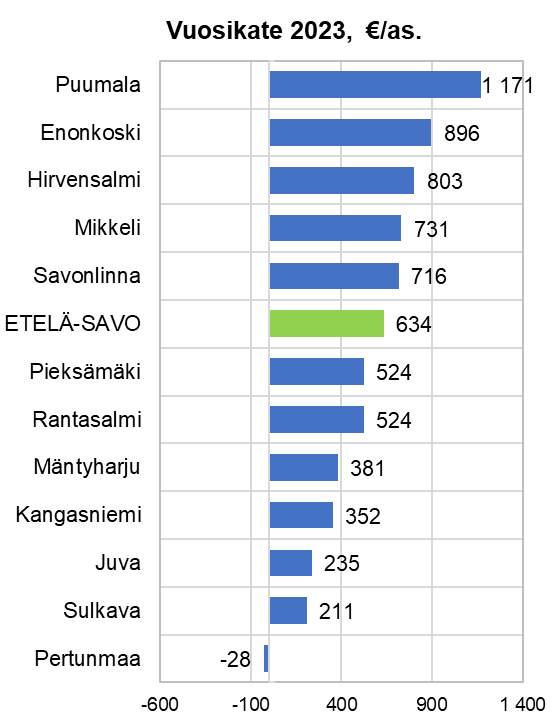 Vuosikate 2023, €/as.
Puumala 1 171
Enonkoski 896
Hirvensalmi 803
Mikkeli 731
Savonlinna 716
ETELÄ-SAVO 634
Pieksämäki 524
Rantasalmi 524
Mäntyharju 381
Kangasniemi 352
Juva 235
Sulkava 211
Pertunmaa -28
-600 -100 400 900 1 400